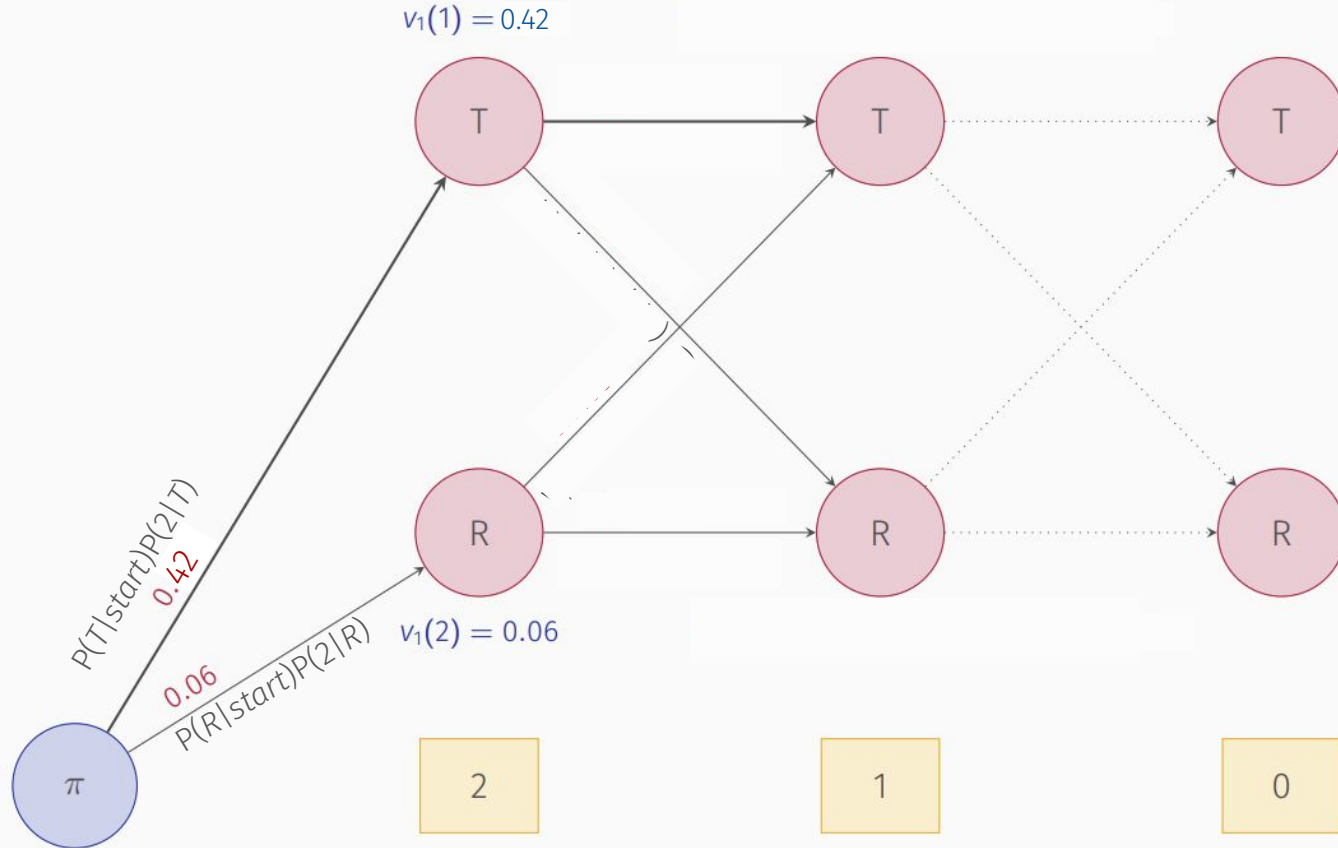 v₁(1) = 0.42
T
T
T
P(T|start)P(2|T)
0.42
R
R
R
v₁(2) = 0.06
0.06
P(R|start)P(2|R)
π
2
1
0